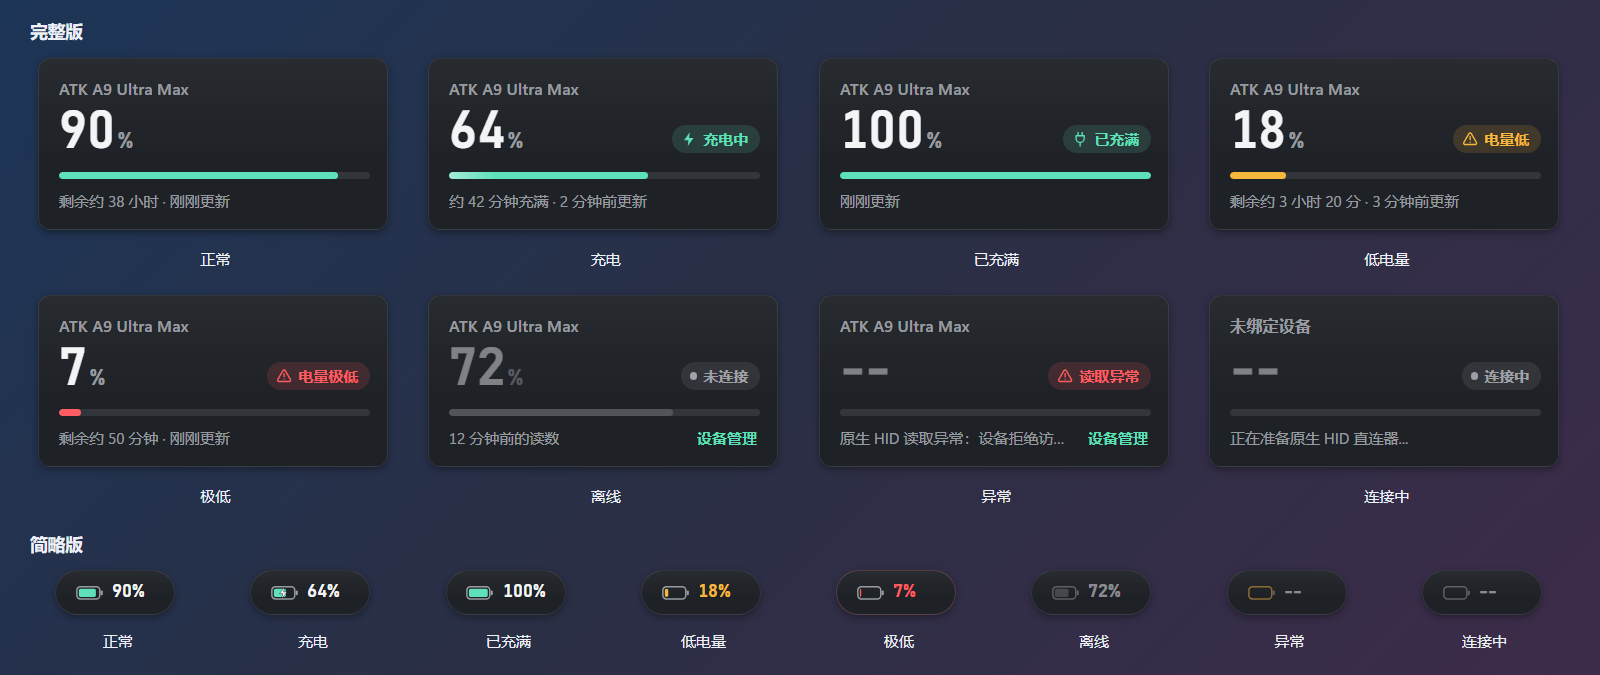 完整版
ATK A9 Ultra Max
90%
剩余约 38 小时 · 刚刚更新
正常
ATK A9 Ultra Max
64%
充电中
约 42 分钟充满 · 2 分钟前更新
充电
ATK A9 Ultra Max
100%
已充满
刚刚更新
已充满
ATK A9 Ultra Max
18%
电量低
剩余约 3 小时 20 分 · 3 分钟前更新
低电量
ATK A9 Ultra Max
7%
电量极低
剩余约 50 分钟 · 刚刚更新
极低
ATK A9 Ultra Max
72%
未连接
12 分钟前的读数
设备管理
离线
ATK A9 Ultra Max
--
读取异常
原生 HID 读取异常：设备拒绝访...
设备管理
异常
未绑定设备
--
连接中
正在准备原生 HID 直连器...
连接中
简略版
90%
正常
64%
充电
100%
已充满
18%
低电量
7%
极低
72%
离线
--
异常
--
连接中